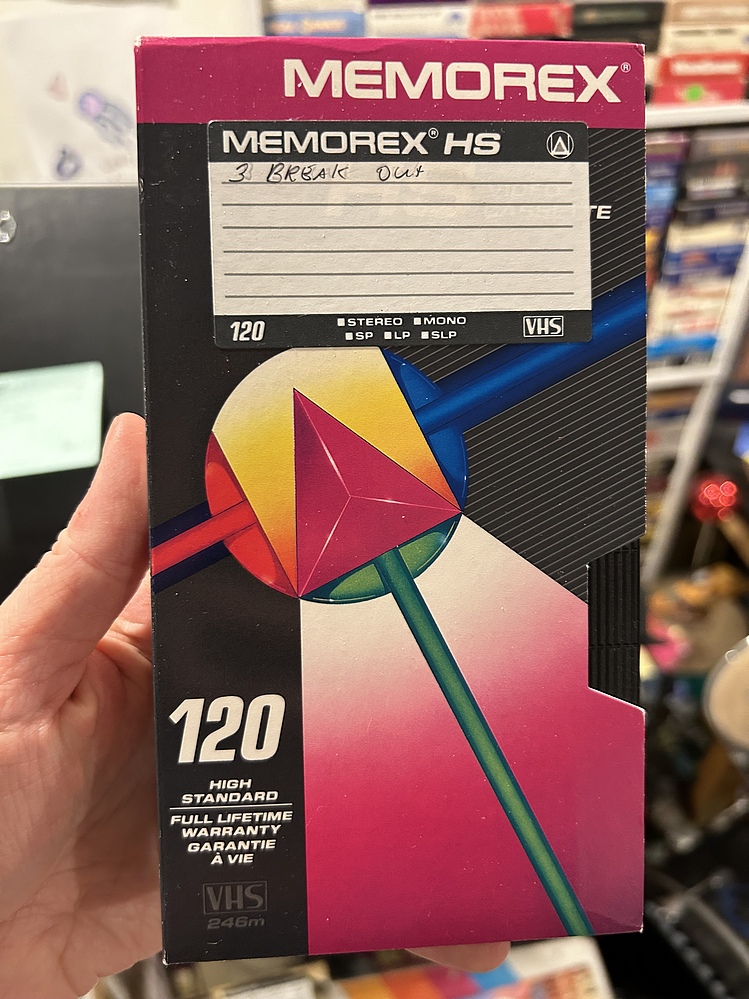 MEMOREX®
MEMOREX® HS
3 BREAK OUT
TE
120
STEREO MONO
SP LP SLP
VHS
120
HIGH
STANDARD
FULL LIFETIME
WARRANTY
GARANTIE
À VIE
VHS
246m